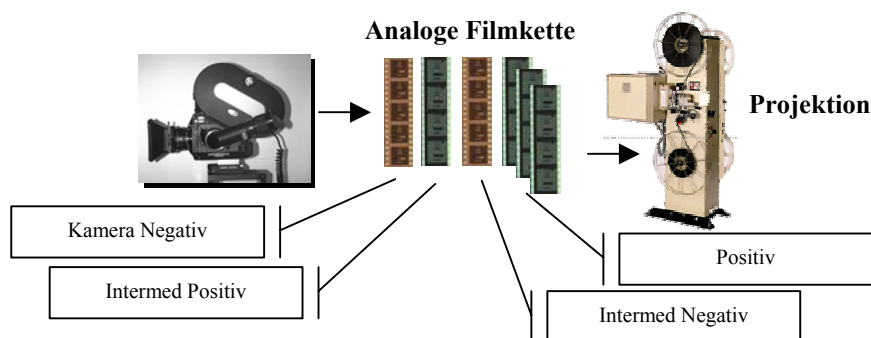 Analoge Filmkette
Projektion
Kamera Negativ
Positiv
Intermed Positiv
Intermed Negativ